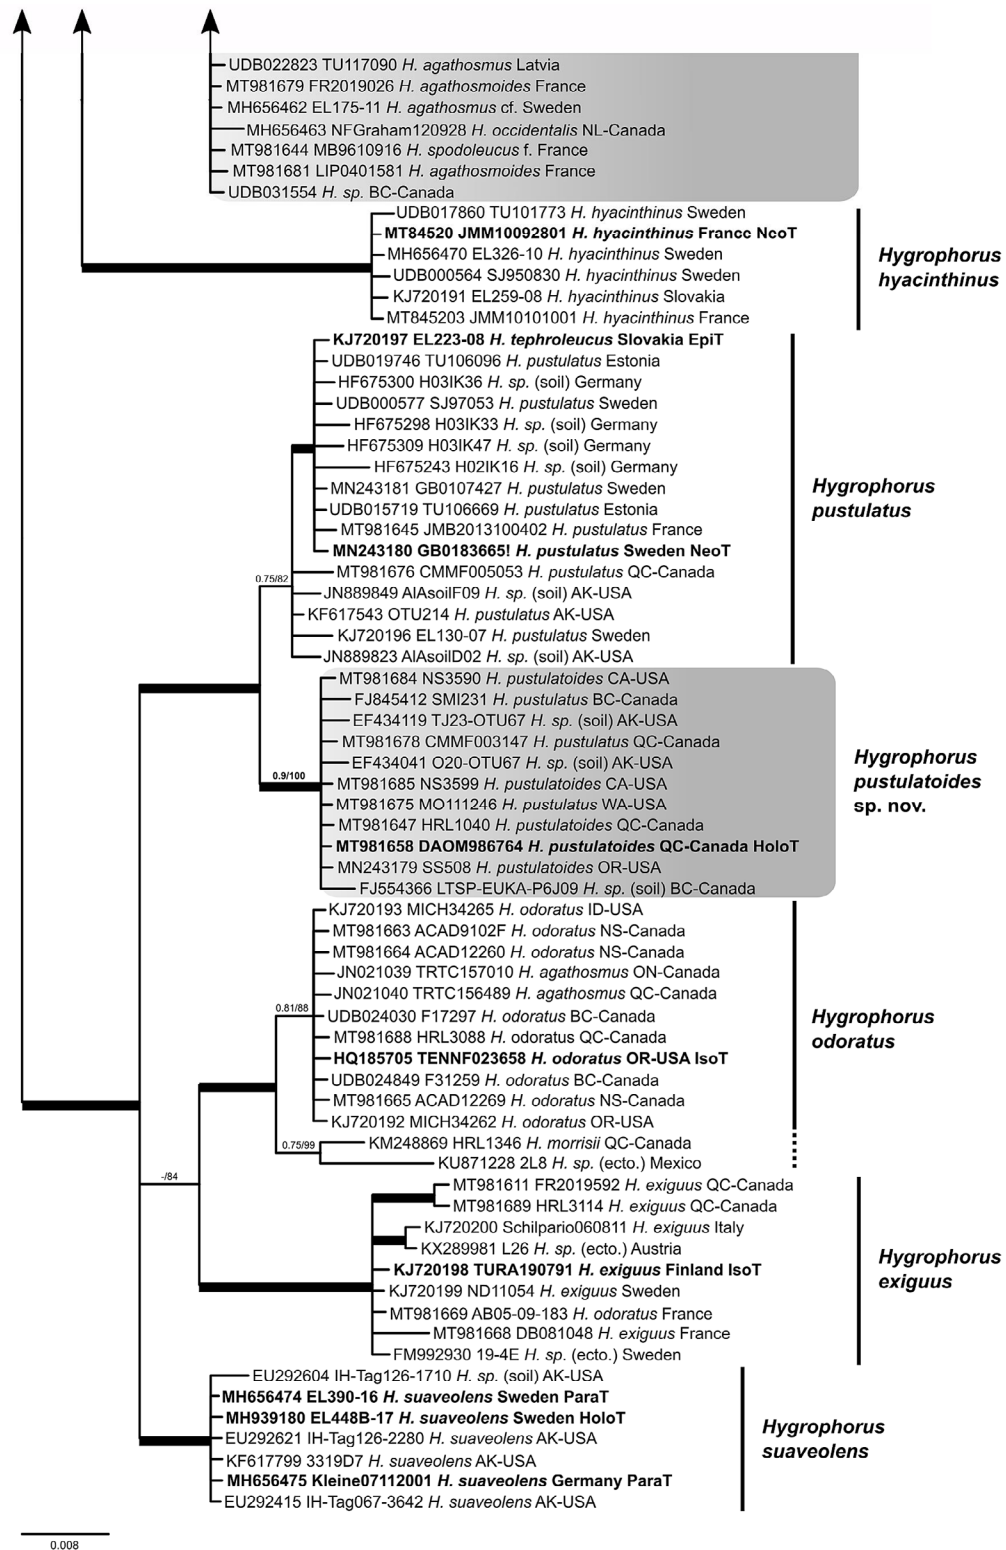 UDB022823 TU117090 H. agathosmus Latvia
MT981679 FR2019026 H. agathosmoides France
MH656462 EL175-11 H. agathosmus cf. Sweden
MH656463 NFGraham120928 H. occidentalis NL-Canada
MT981644 MB9610916 H. spodoleucus f. France
MT981681 LIP0401581 H. agathosmoides France
UDB031554 H. sp. BC-Canada
UDB017860 TU101773 H. hyacinthinus Sweden
MT84520 JMM10092801 H. hyacinthinus France NeoT
MH656470 EL326-10 H. hyacinthinus Sweden
UDB000564 SJ950830 H. hyacinthinus Sweden
KJ720191 EL259-08 H. hyacinthinus Slovakia
MT845203 JMM10101001 H. hyacinthinus France
Hygrophorus
hyacinthinus
KJ720197 EL223-08 H. tephroleucus Slovakia EpiT
UDB019746 TU106096 H. pustulatus Estonia
HF675300 H03IK36 H. sp. (soil) Germany
UDB000577 SJ97053 H. pustulatus Sweden
HF675298 H03IK33 H. sp. (soil) Germany
HF675309 H03IK47 H. sp. (soil) Germany
HF675243 H02IK16 H. sp. (soil) Germany
MN243181 GB0107427 H. pustulatus Sweden
UDB015719 TU106669 H. pustulatus Estonia
MT981645 JMB2013100402 H. pustulatus France
MN243180 GB0183665! H. pustulatus Sweden NeoT
0.75/82
MT981676 CMMF005053 H. pustulatus QC-Canada
JN889849 AlAsoilF09 H. sp. (soil) AK-USA
KF617543 OTU214 H. pustulatus AK-USA
KJ720196 EL130-07 H. pustulatus Sweden
JN889823 AlAsoilD02 H. sp. (soil) AK-USA
Hygrophorus
pustulatus
MT981684 NS3590 H. pustulatoides CA-USA
FJ845412 SMI231 H. pustulatus BC-Canada
EF434119 TJ23-OTU67 H. sp. (soil) AK-USA
MT981678 CMMF003147 H. pustulatus QC-Canada
EF434041 O20-OTU67 H. sp. (soil) AK-USA
0.9/100
MT981685 NS3599 H. pustulatoides CA-USA
MT981675 MO111246 H. pustulatus WA-USA
MT981647 HRL1040 H. pustulatoides QC-Canada
MT981658 DAOM986764 H. pustulatoides QC-Canada HoloT
MN243179 SS508 H. pustulatoides OR-USA
FJ554366 LTSP-EUKA-P6J09 H. sp. (soil) BC-Canada
Hygrophorus
pustulatoides
sp. nov.
KJ720193 MICH34265 H. odoratus ID-USA
MT981663 ACAD9102F H. odoratus NS-Canada
MT981664 ACAD12260 H. odoratus NS-Canada
JN021039 TRTC157010 H. agathosmus ON-Canada
JN021040 TRTC156489 H. agathosmus QC-Canada
0.81/88
UDB024030 F17297 H. odoratus BC-Canada
MT981688 HRL3088 H. odoratus QC-Canada
HQ185705 TENNF023658 H. odoratus OR-USA IsoT
UDB024849 F31259 H. odoratus BC-Canada
MT981665 ACAD12269 H. odoratus NS-Canada
KJ720192 MICH34262 H. odoratus OR-USA
Hygrophorus
odoratus
0.75/99
KM248869 HRL1346 H. morrisii QC-Canada
KU871228 2L8 H. sp. (ecto.) Mexico
-/84
MT981611 FR2019592 H. exiguus QC-Canada
MT981689 HRL3114 H. exiguus QC-Canada
KJ720200 Schilpario060811 H. exiguus Italy
KX289981 L26 H. sp. (ecto.) Austria
KJ720198 TURA190791 H. exiguus Finland IsoT
KJ720199 ND11054 H. exiguus Sweden
MT981669 AB05-09-183 H. odoratus France
MT981668 DB081048 H. exiguus France
FM992930 19-4E H. sp. (ecto.) Sweden
Hygrophorus
exiguus
EU292604 IH-Tag126-1710 H. sp. (soil) AK-USA
MH656474 EL390-16 H. suaveolens Sweden ParaT
MH939180 EL448B-17 H. suaveolens Sweden HoloT
EU292621 IH-Tag126-2280 H. suaveolens AK-USA
KF617799 3319D7 H. suaveolens AK-USA
MH656475 Kleine07112001 H. suaveolens Germany ParaT
EU292415 IH-Tag067-3642 H. suaveolens AK-USA
Hygrophorus
suaveolens
0.008